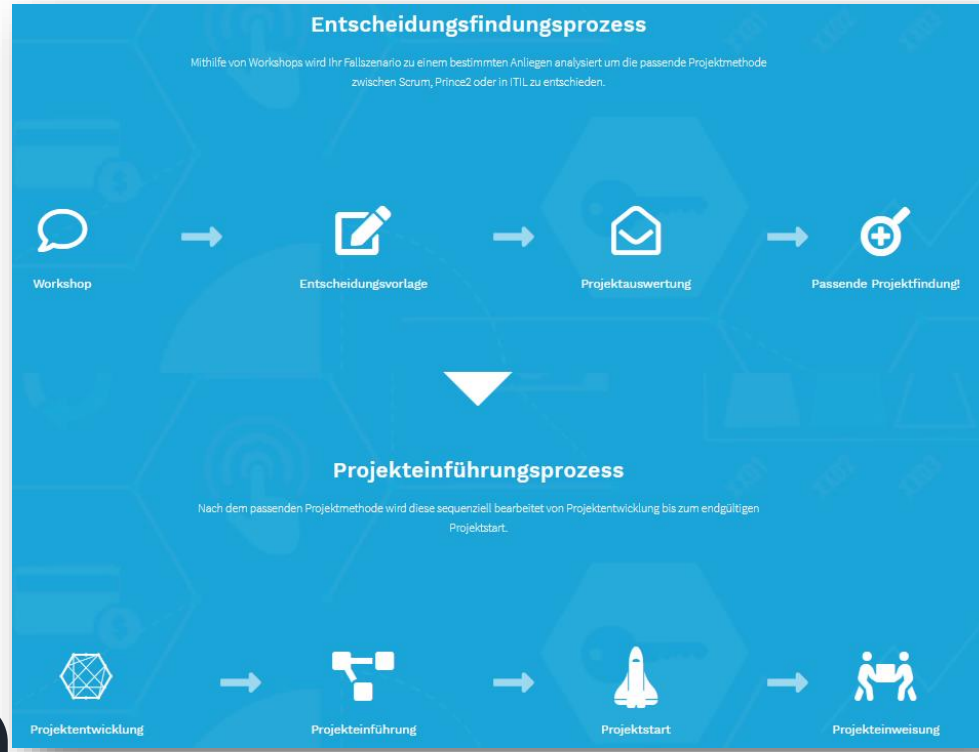 Entscheidungsfindungsprozess
Mithilfe von Workshops wird Ihr Fallszenario zu einem bestimmten Anliegen analysiert um die passende Projektmethode
zwischen Scrum, Prince2 oder in ITIL zu entschieden.
Workshop
Entscheidungsvorlage
Projektauswertung
Passende Projektfindung!
Projekteinführungsprozess
Nach dem passenden Projektmethode wird diese sequenziell bearbeitet von Projektentwicklung bis zum endgültigen
Projektstart.
Projektentwicklung
Projekteinführung
Projektstart
Projekteinweisung